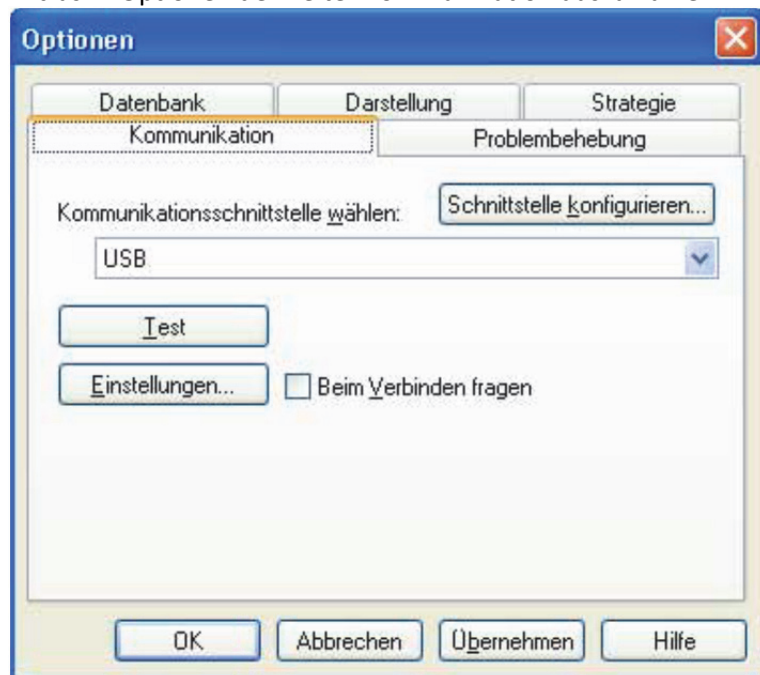 Optionen
Datenbank Darstellung Strategie
Kommunikation Problembehebung
Kommunikationsschnittstelle wählen: Schnittstelle konfigurieren...
USB
Test
Einstellungen... Beim Verbinden fragen
OK Abbrechen Übernehmen Hilfe